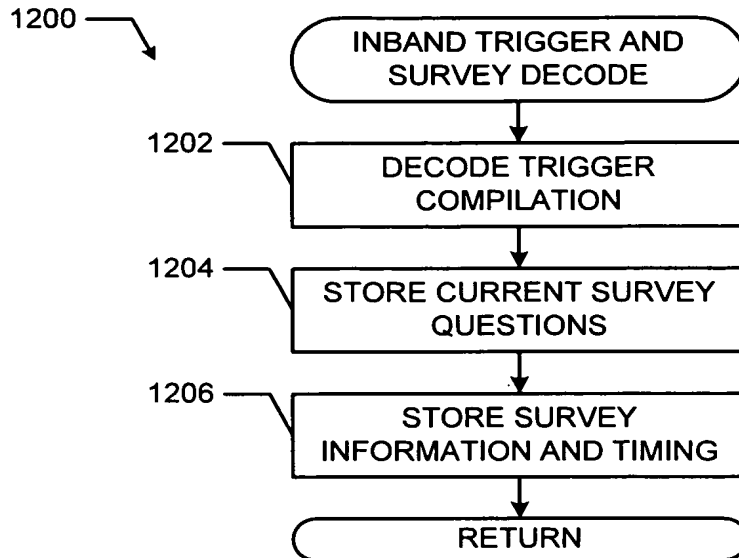 1200
INBAND TRIGGER AND
SURVEY DECODE
1202
DECODE TRIGGER
COMPILATION
1204
STORE CURRENT SURVEY
QUESTIONS
1206
STORE SURVEY
INFORMATION AND TIMING
RETURN